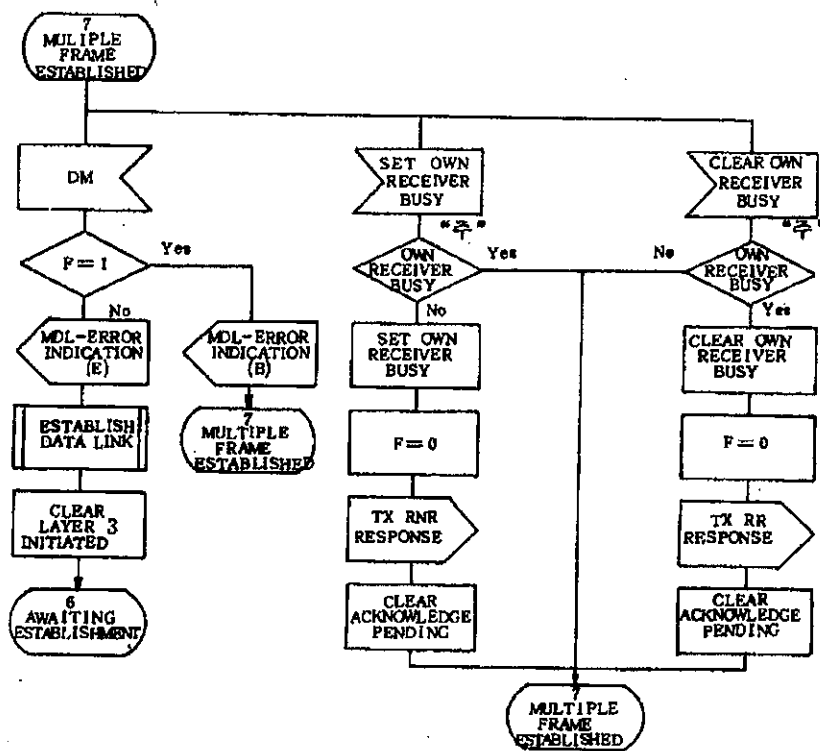 7
MULIPLE
FRAME
ESTABLISHED
DM
F=1
Yes
No
MDL-ERROR
INDICATION
(E)
MDL-ERROR
INDICATION
(B)
ESTABLISH
DATA LINK
7
MULTIPLE
FRAME
ESTABLISHED
CLEAR
LAYER 3
INITIATED
6
AWAITING
ESTABLISHMENT
SET OWN
RECEIVER
BUSY
“주”
OWN
RECEIVER
BUSY
Yes
No
SET OWN
RECEIVER
BUSY
F=0
TX RNR
RESPONSE
CLEAR
ACKNOWLEDGE
PENDING
CLEAR OWN
RECEIVER
BUSY
“주”
No
OWN
RECEIVER
BUSY
Yes
CLEAR OWN
RECEIVER
BUSY
F=0
TX RR
RESPONSE
CLEAR
ACKNOWLEDGE
PENDING
7
MULTIPLE
FRAME
ESTABLISHED